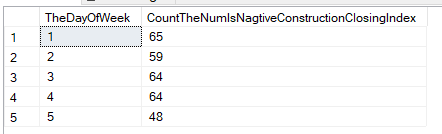 TheDayOfWeek CountTheNumIsNagtiveConstructionClosingIndex
1 1 65
2 2 59
3 3 64
4 4 64
5 5 48